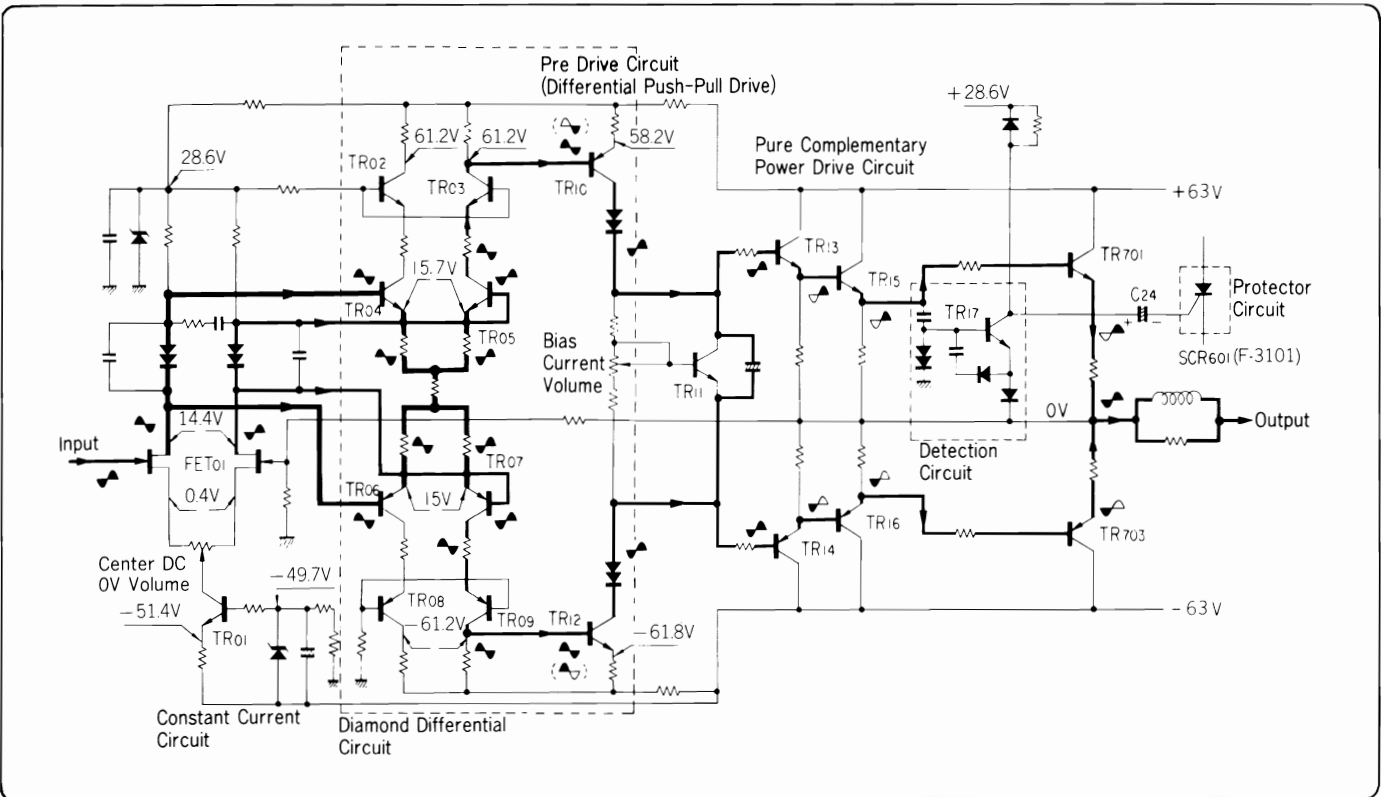 Pre Drive Circuit
(Differential Push-Pull Drive)
+28.6V
61.2V
61.2V
58.2V
Pure Complementary
Power Drive Circuit
28.6V
TR02
TR03
TR10
+63V
TR13
TR701
15.7V
TR15
C24
Protector
Circuit
TR04
TR17
+
−
TR05
Bias
Current
Volume
SCR601(F-3101)
TR11
14.4V
0V
Input
Output
FET01
TR07
Detection
Circuit
0.4V
TR06
15V
TR16
TR14
TR703
Center DC
0V Volume
−49.7V
−51.4V
TR08
−63V
TR01
−61.2V
TR09
TR12
−61.8V
Constant Current
Circuit
Diamond Differential
Circuit